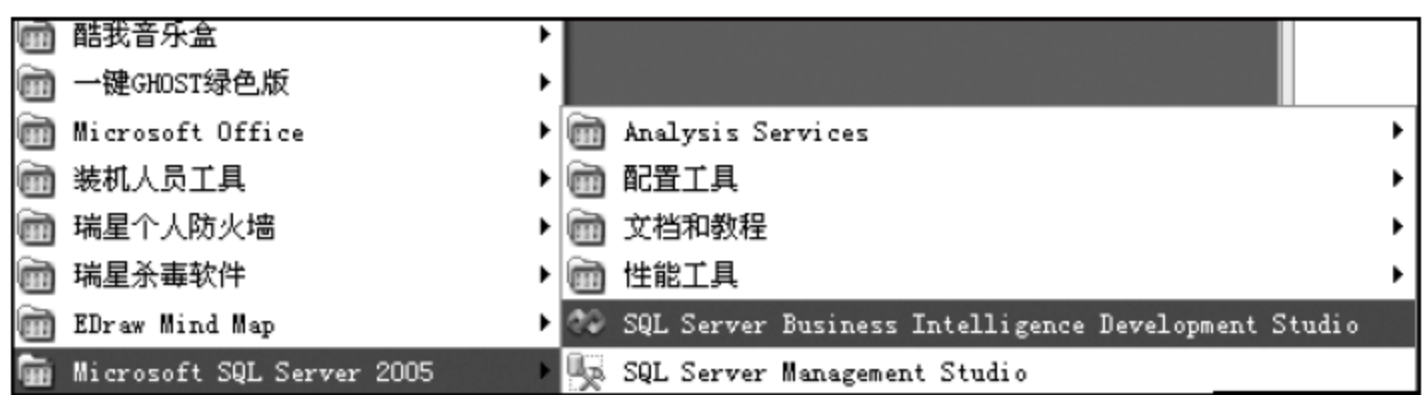 酷我音乐盒
一键GHOST绿色版
Microsoft Office
装机人员工具
瑞星个人防火墙
瑞星杀毒软件
EDraw Mind Map
Microsoft SQL Server 2005
Analysis Services
配置工具
文档和教程
性能工具
SQL Server Business Intelligence Development Studio
SQL Server Management Studio